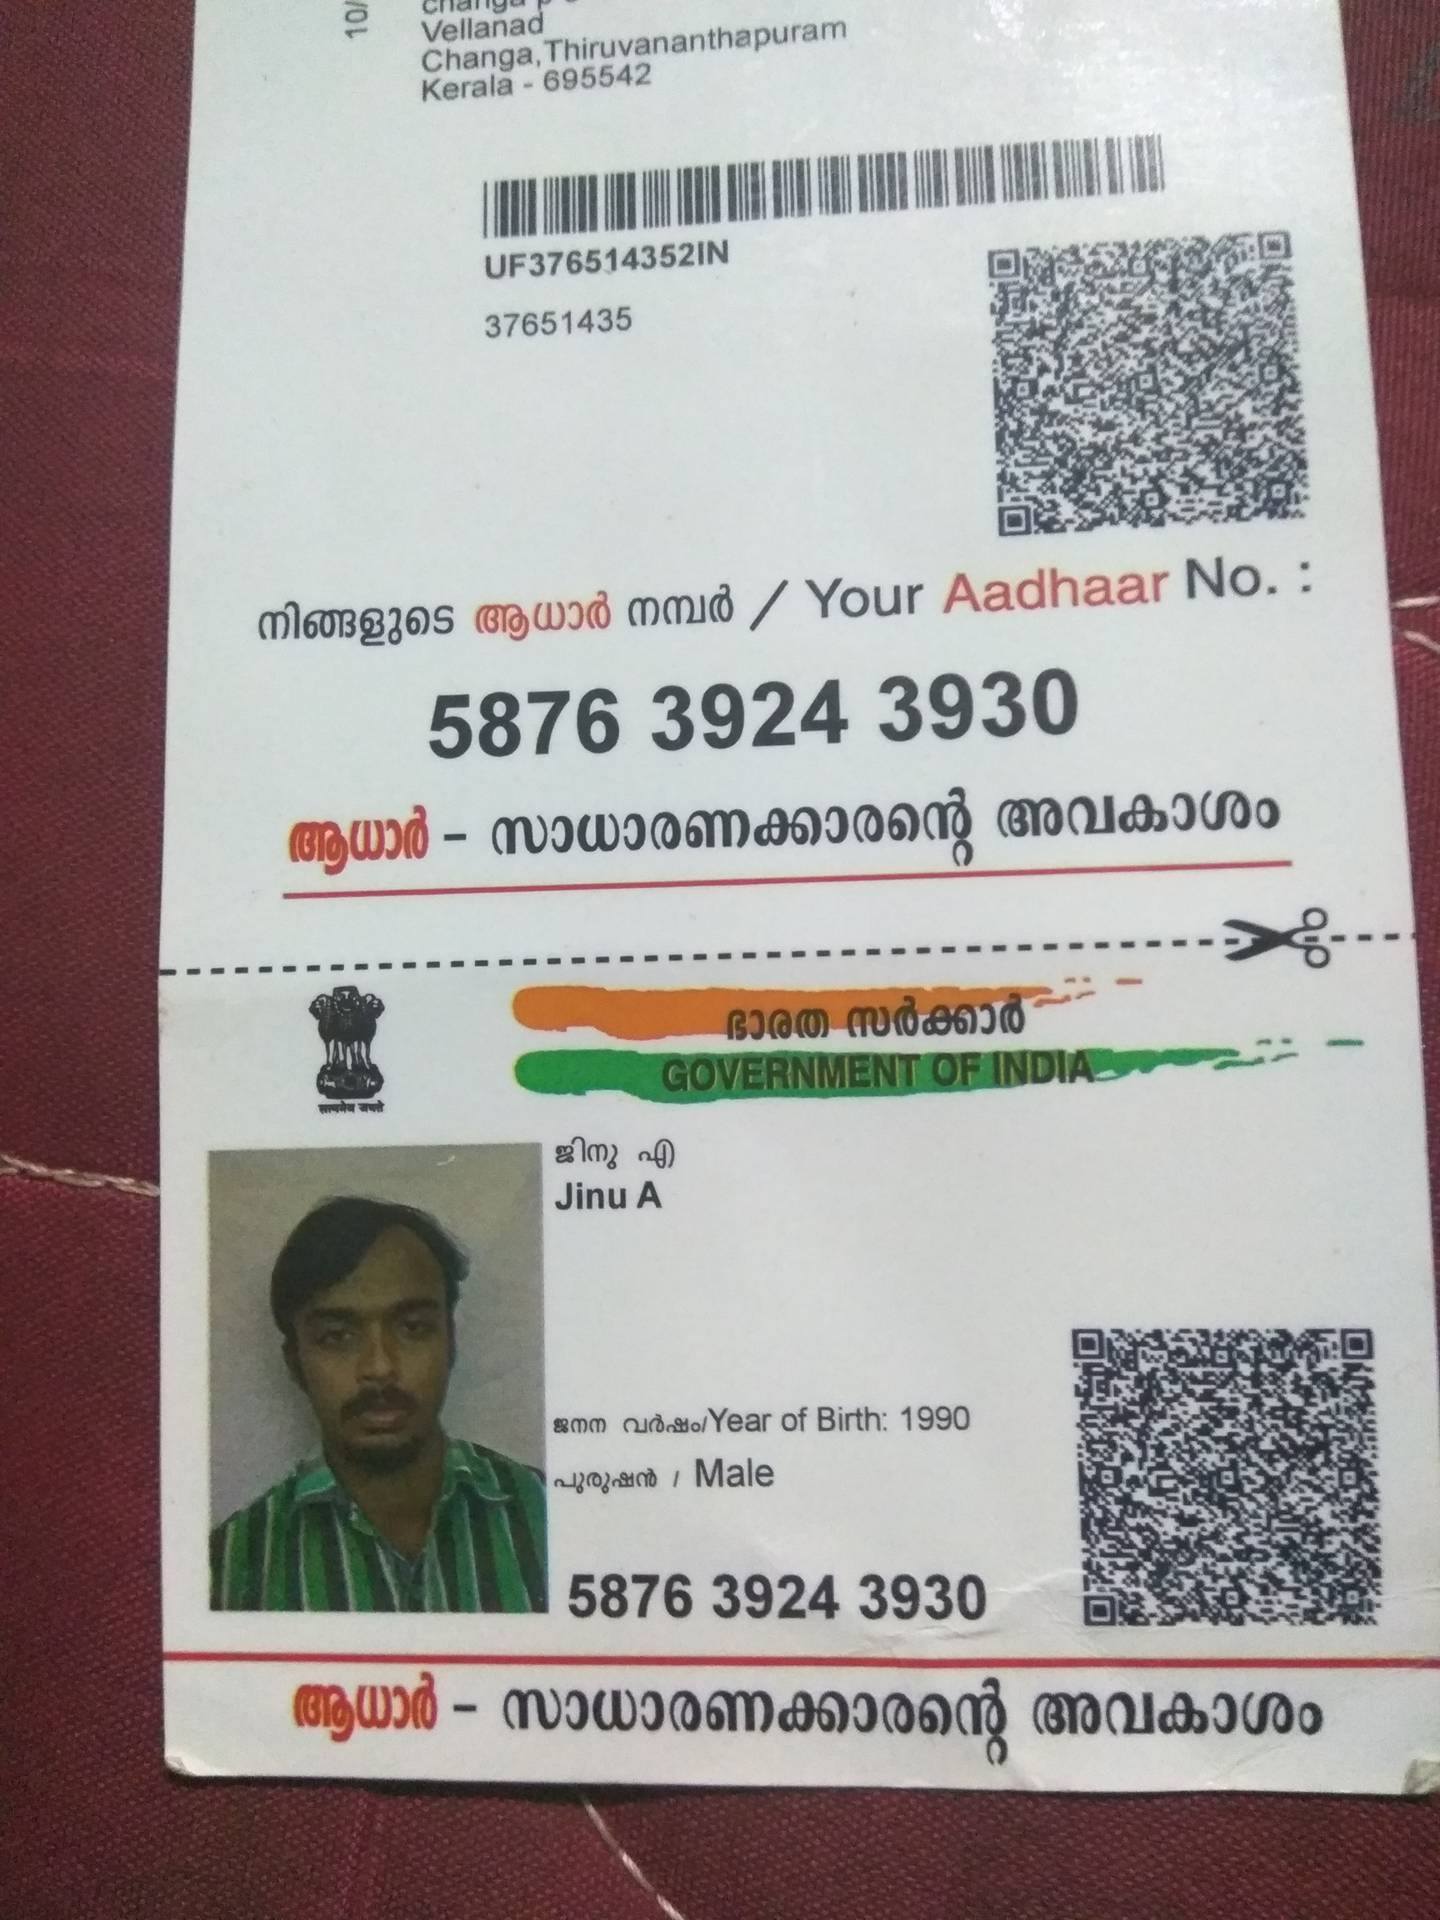 10/
changa p
Vellanad
Changa,Thiruvananthapuram
Kerala - 695542
UF376514352IN
37651435
നിങ്ങളുടെ ആധാർ നമ്പർ / Your Aadhaar No. :
5876 3924 3930
ആധാർ – സാധാരണക്കാരന്റെ അവകാശം
ഭാരത സർക്കാർ
GOVERNMENT OF INDIA
सत्यमेव जयते
ജിനു എ
Jinu A
ജനന വർഷം/Year of Birth: 1990
പുരുഷൻ / Male
5876 3924 3930
ആധാർ – സാധാരണക്കാരന്റെ അവകാശം